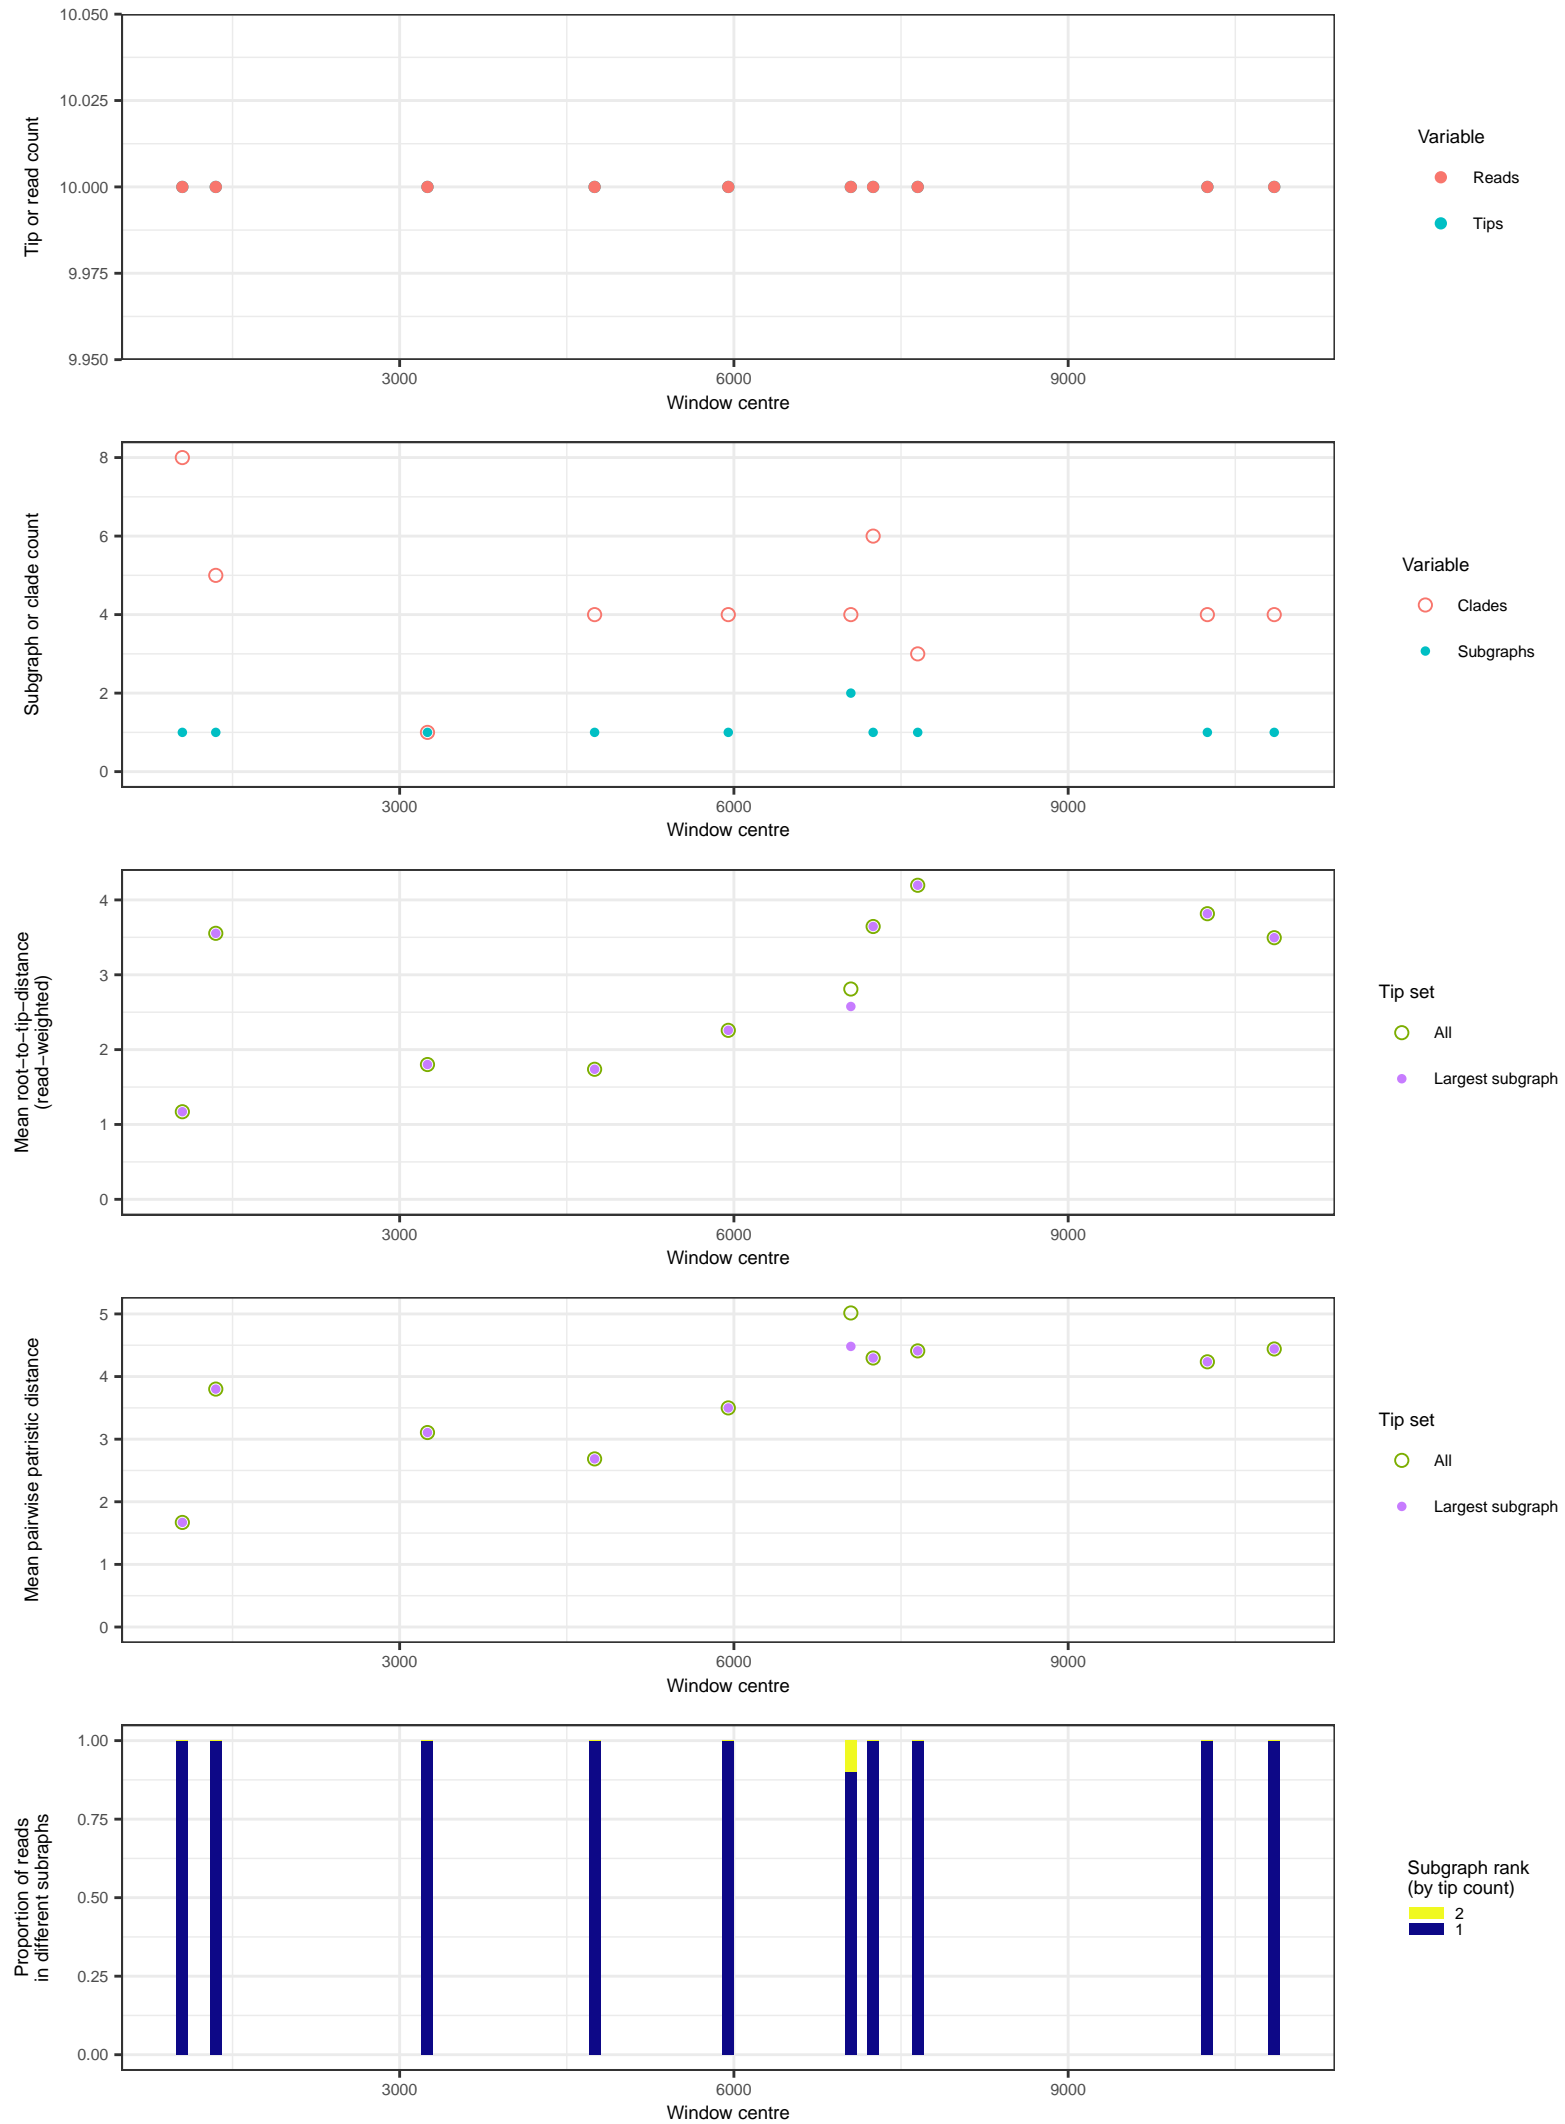 10.050
10.025
10.000
9.975
9.950
Tip or read count
3000 6000 9000
Window centre
Variable
Reads
Tips
8
6
4
2
0
Subgraph or clade count
3000 6000 9000
Window centre
Variable
Clades
Subgraphs
4
3
2
1
0
Mean root−to−tip−distance
(read−weighted)
3000 6000 9000
Window centre
Tip set
All
Largest subgraph
5
4
3
2
1
0
Mean pairwise patristic distance
3000 6000 9000
Window centre
Tip set
All
Largest subgraph
1.00
0.75
0.50
0.25
0.00
Proportion of reads
in different subraphs
3000 6000 9000
Window centre
Subgraph rank
(by tip count)
2
1